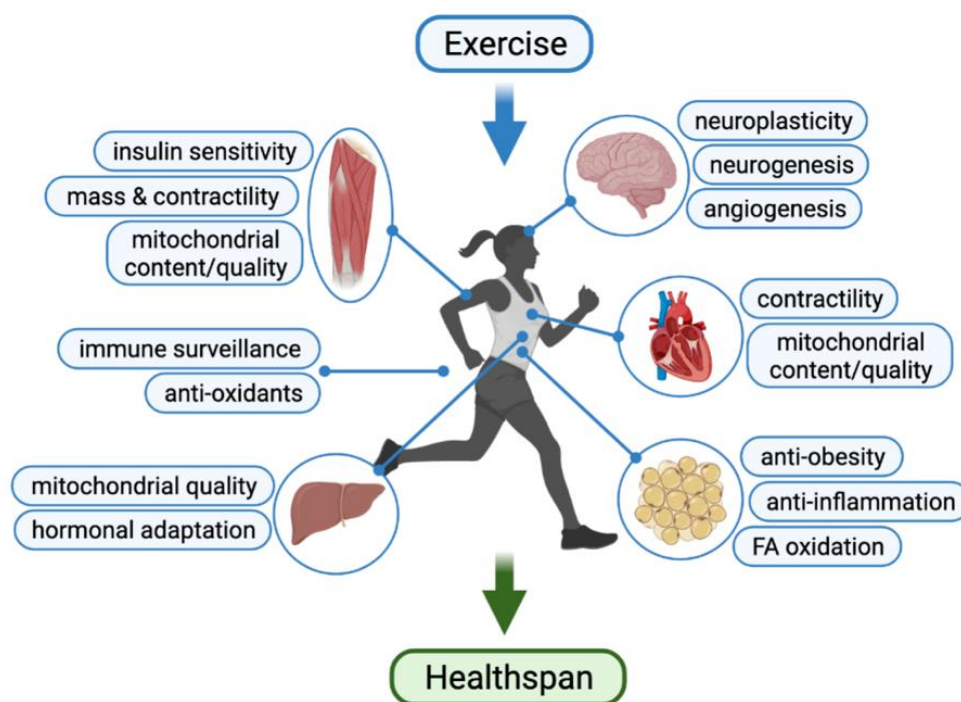 Exercise
insulin sensitivity
mass & contractility
mitochondrial
content/quality
neuroplasticity
neurogenesis
angiogenesis
immune surveillance
anti-oxidants
contractility
mitochondrial
content/quality
mitochondrial quality
hormonal adaptation
anti-obesity
anti-inflammation
FA oxidation
Healthspan